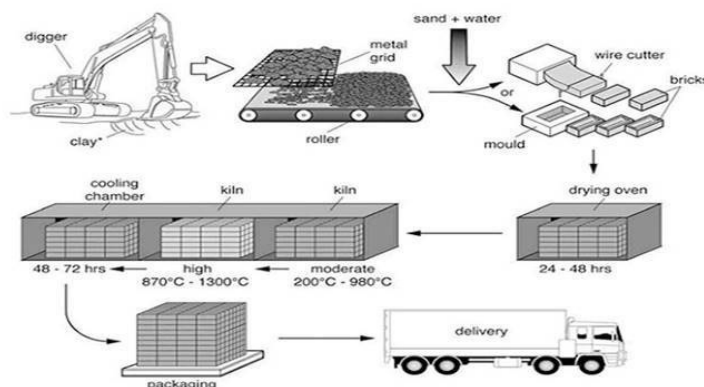 digger
clay*
metal
grid
roller
sand + water
wire cutter
or
bricks
mould
drying oven
24 - 48 hrs
cooling
chamber
kiln
kiln
48 - 72 hrs
high
870°C - 1300°C
moderate
200°C - 980°C
packaging
delivery